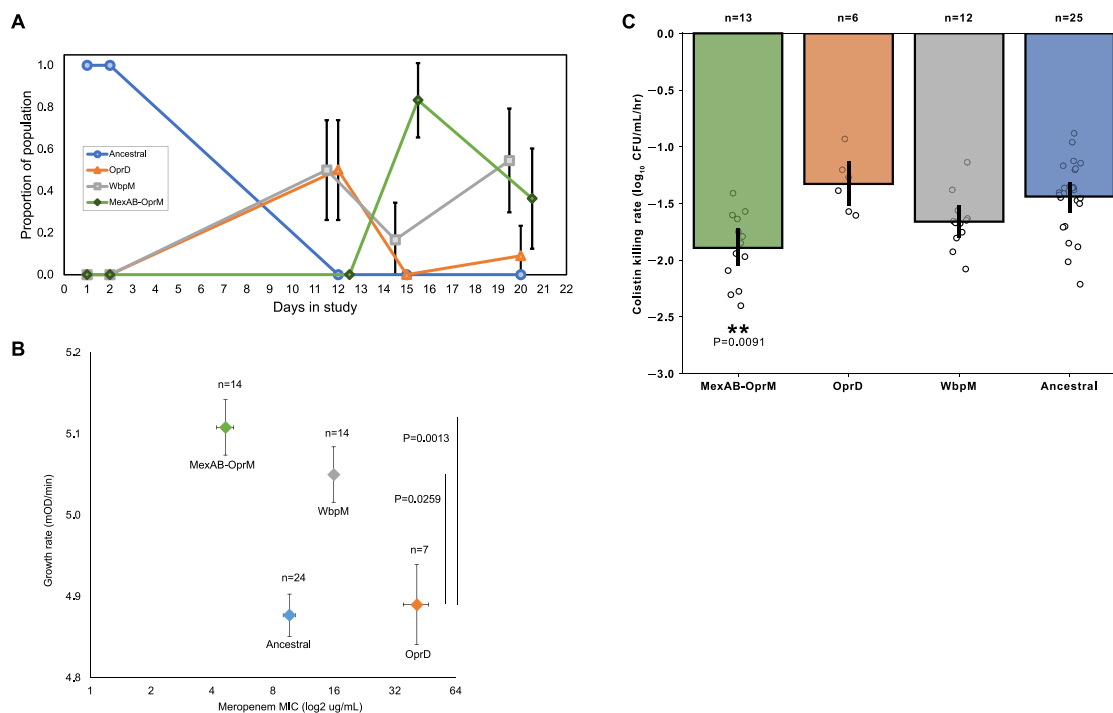 A
1.0
0.8
0.6
0.4
0.2
0.0
Proportion of population
Ancestral
OprD
WbpM
MexAB-OprM
0 1 2 3 4 5 6 7 8 9 10 11 12 13 14 15 16 17 18 19 20 21 22
Days in study
B
5.2
5.1
5.0
4.9
4.8
Growth rate (mOD/min)
n=14
MexAB-OprM
n=14
WbpM
n=24
Ancestral
n=7
OprD
P=0.0013
P=0.0259
1 2 4 8 16 32 64
Meropenem MIC (log2 ug/mL)
C
n=13 n=6 n=12 n=25
0.0
−0.5
−1.0
−1.5
−2.0
−2.5
−3.0
Colistin killing rate (log10 CFU/mL/hr)
**
P=0.0091
MexAB-OprM OprD WbpM Ancestral